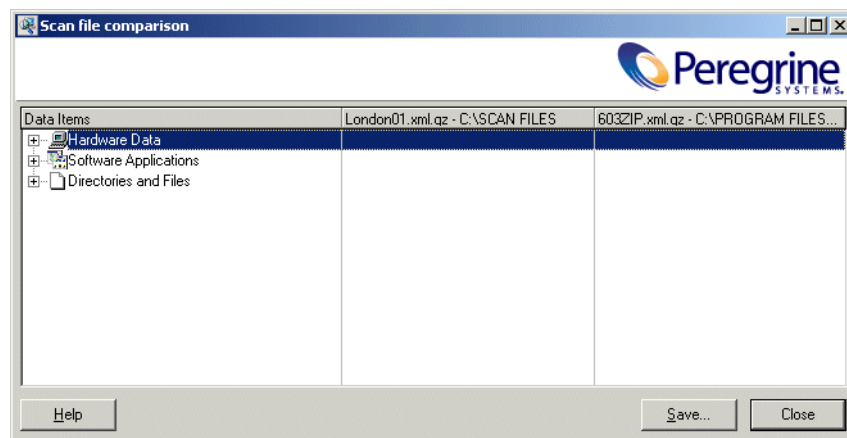 Scan file comparison
Peregrine
SYSTEMS.
Data Items London01.xml.gz - C:\SCAN FILES 603ZIP.xml.gz - C:\PROGRAM FILES...
Hardware Data
Software Applications
Directories and Files
Help Save... Close